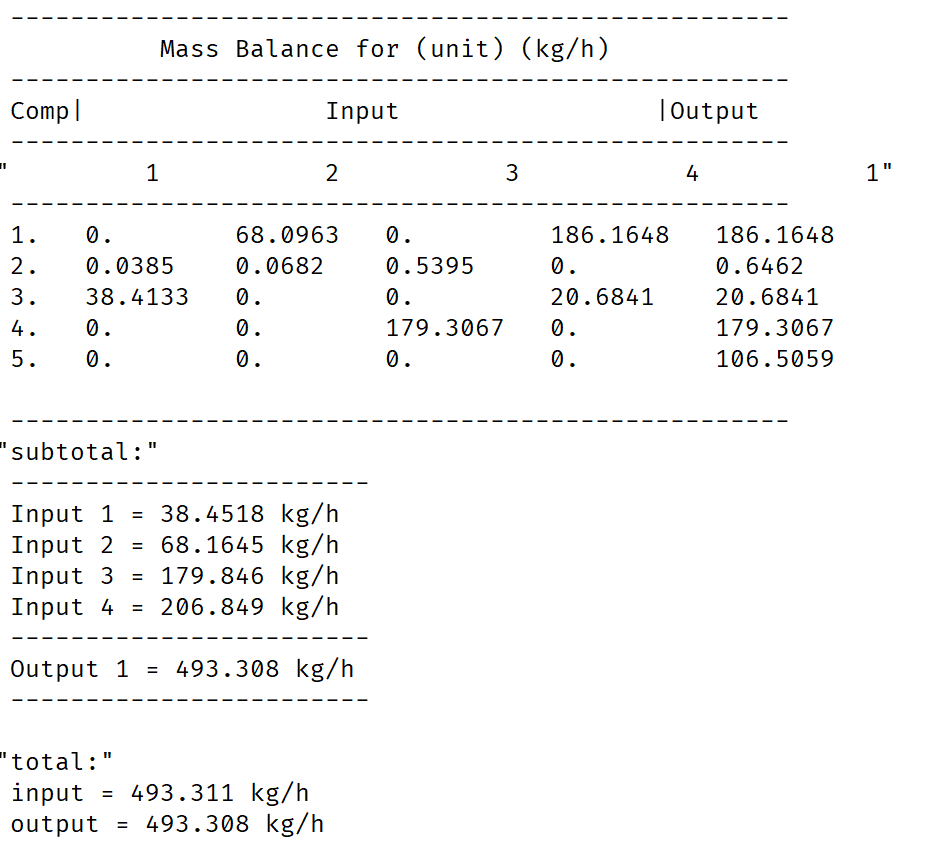 ----------------------------------------------------
Mass Balance for (unit) (kg/h)
----------------------------------------------------
Comp|                Input                 |Output
----------------------------------------------------
"         1           2           3           4           1"
----------------------------------------------------
1.   0.        68.0963   0.         186.1648   186.1648
2.   0.0385    0.0682    0.5395     0.         0.6462
3.   38.4133   0.        0.         20.6841    20.6841
4.   0.        0.        179.3067   0.         179.3067
5.   0.        0.        0.         0.         106.5059
----------------------------------------------------
"subtotal:"
------------------------
Input 1 = 38.4518 kg/h
Input 2 = 68.1645 kg/h
Input 3 = 179.846 kg/h
Input 4 = 206.849 kg/h
------------------------
Output 1 = 493.308 kg/h
------------------------
"total:"
input = 493.311 kg/h
output = 493.308 kg/h